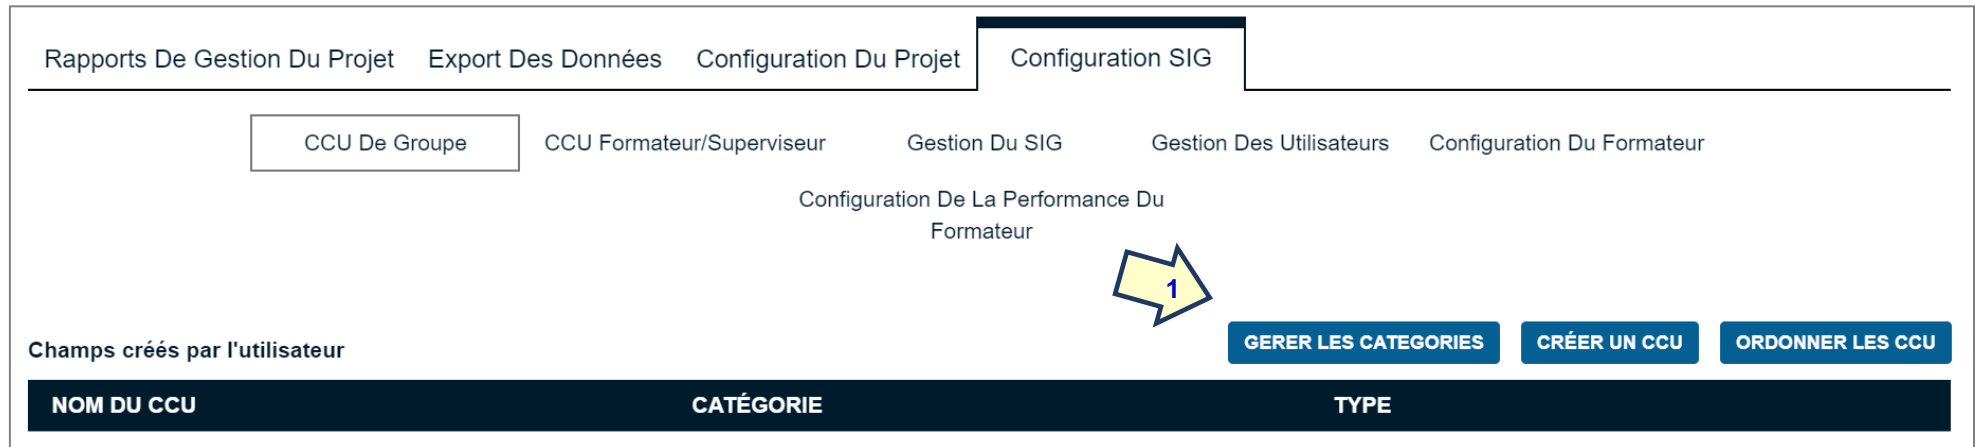 Rapports De Gestion Du Projet Export Des Données Configuration Du Projet Configuration SIG
CCU De Groupe CCU Formateur/Superviseur Gestion Du SIG Gestion Des Utilisateurs Configuration Du Formateur
Configuration De La Performance Du
Formateur
1
Champs créés par l'utilisateur GERER LES CATEGORIES CRÉER UN CCU ORDONNER LES CCU
NOM DU CCU CATÉGORIE TYPE